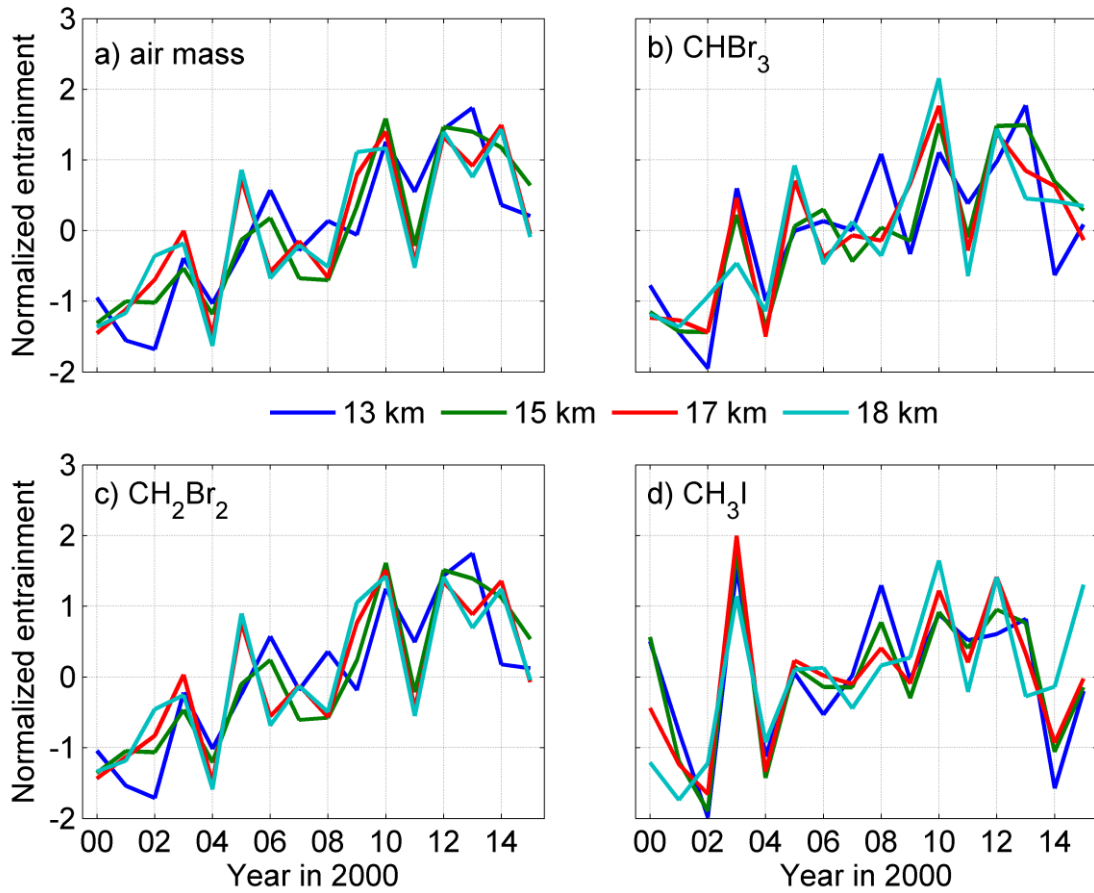 a) air mass
b) CHBr₃
Normalized entrainment
3
2
1
0
-1
-2
13 km 15 km 17 km 18 km
c) CH₂Br₂
d) CH₃I
Normalized entrainment
3
2
1
0
-1
-2
00 02 04 06 08 10 12 14
00 02 04 06 08 10 12 14
Year in 2000
Year in 2000